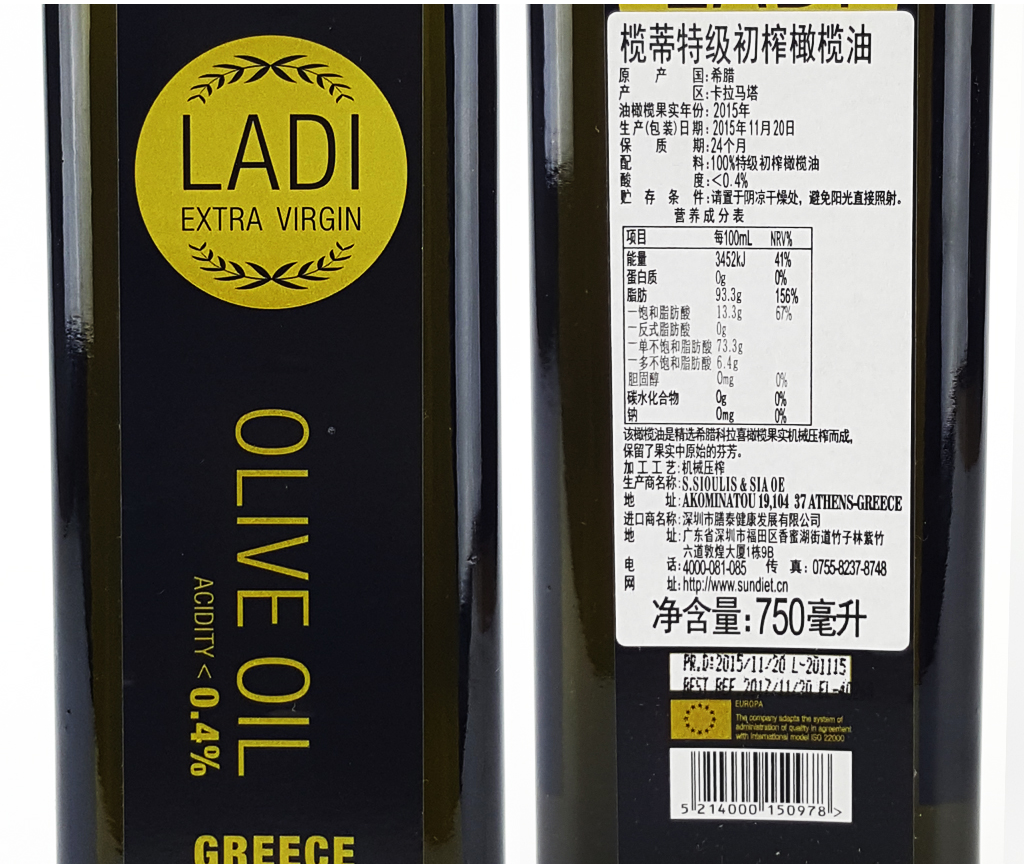 LADI
EXTRA VIRGIN
OLIVE OIL
ACIDITY < 0.4%
GREECE
榄蒂特级初榨橄榄油
原产国:希腊
产区:卡拉马塔
油橄榄果实年份:2015年
生产(包装)日期:2015年11月20日
保质期:24个月
配料:100%特级初榨橄榄油
酸度:<0.4%
贮存条件:请置于阴凉干燥处,避免阳光直接照射。
营养成分表
项目 每100mL NRV%
能量 3452kJ 41%
蛋白质 0g 0%
脂肪 93.3g 156%
—饱和脂肪酸 13.3g 67%
—反式脂肪酸 0g
—单不饱和脂肪酸 73.3g
—多不饱和脂肪酸 6.4g
胆固醇 0mg 0%
碳水化合物 0g 0%
钠 0mg 0%
该橄榄油是精选希腊科拉喜橄榄果实机械压榨而成,
保留了果实中原始的芬芳。
加工工艺:机械压榨
生产商名称:S.SIOULIS & SIA OE
地址:AKOMINATOU 19,104 37 ATHENS-GREECE
进口商名称:深圳市膳泰健康发展有限公司
地址:广东省深圳市福田区香蜜湖街道竹子林紫竹
六道敦煌大厦1栋9B
电话:4000-081-085 传真:0755-8237-8748
网址:http://www.sundiet.cn
净含量:750毫升
PR.D:2015/11/20 L-201115
BEST BEF 2017/11/20
EUROPA
The company adapts the system of
administration of quality in agreement
with international model ISO 22000
5 214000 150978 >